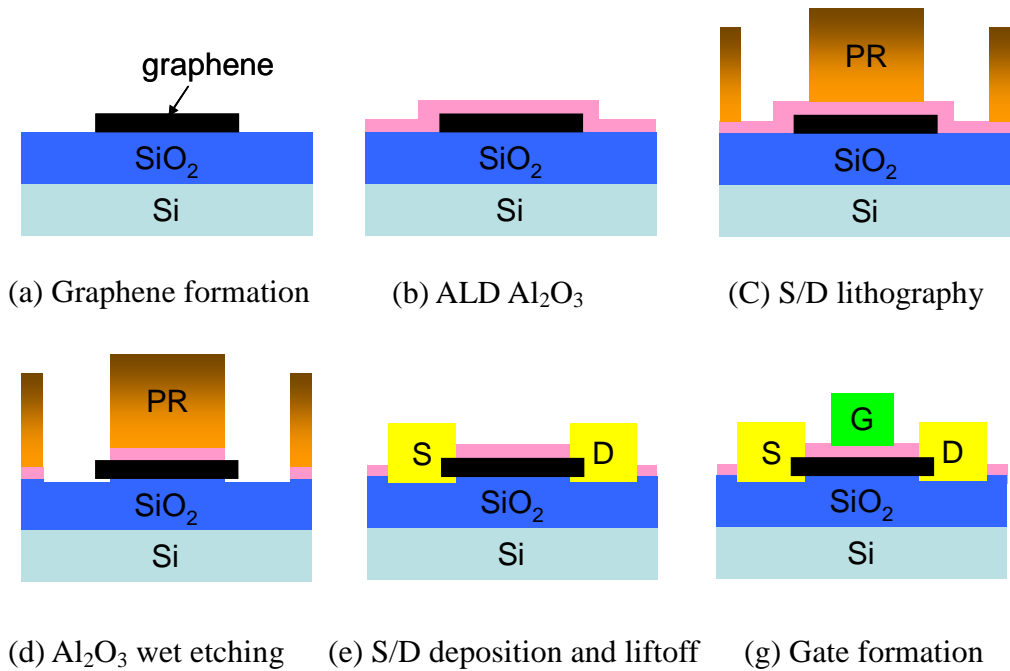 graphene
SiO2
Si
SiO2
Si
PR
SiO2
Si
(a) Graphene formation
(b) ALD Al2O3
(C) S/D lithography
PR
SiO2
Si
S
D
SiO2
Si
G
S
D
SiO2
Si
(d) Al2O3 wet etching
(e) S/D deposition and liftoff
(g) Gate formation